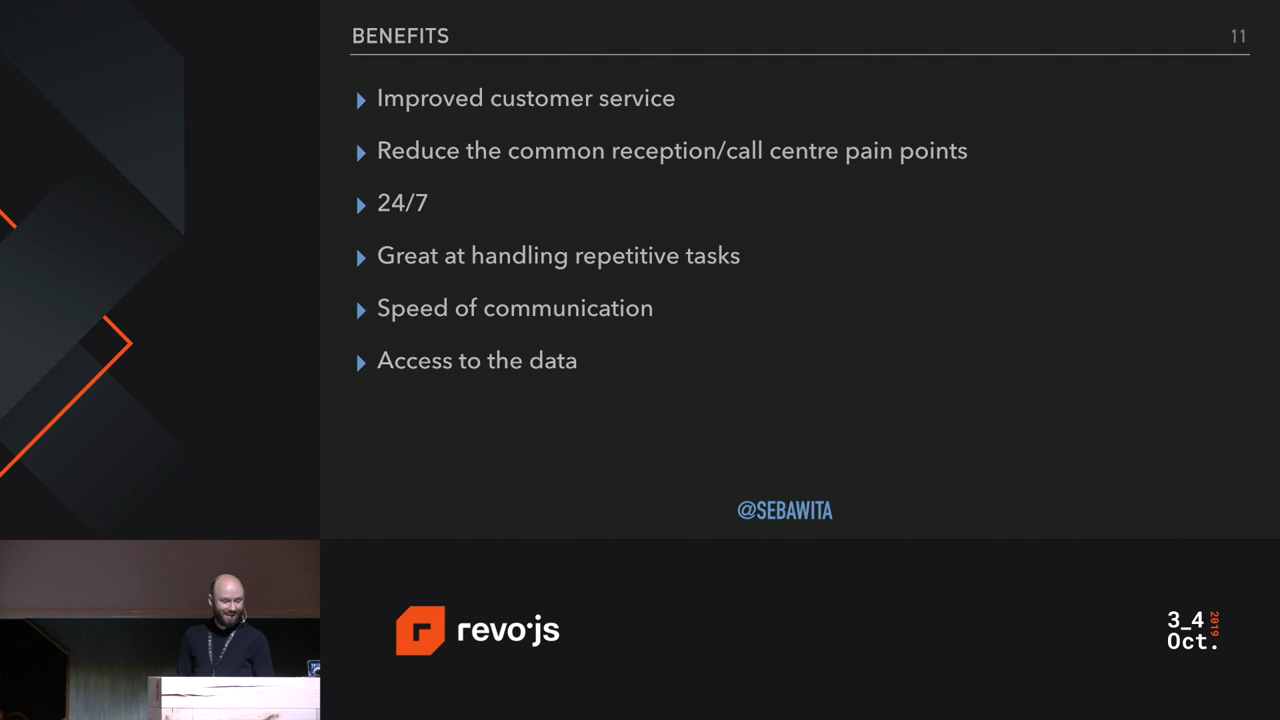 BENEFITS
11
Improved customer service
Reduce the common reception/call centre pain points
24/7
Great at handling repetitive tasks
Speed of communication
Access to the data
@SEBAWITA
r revo·js
3_4 2019
Oct.